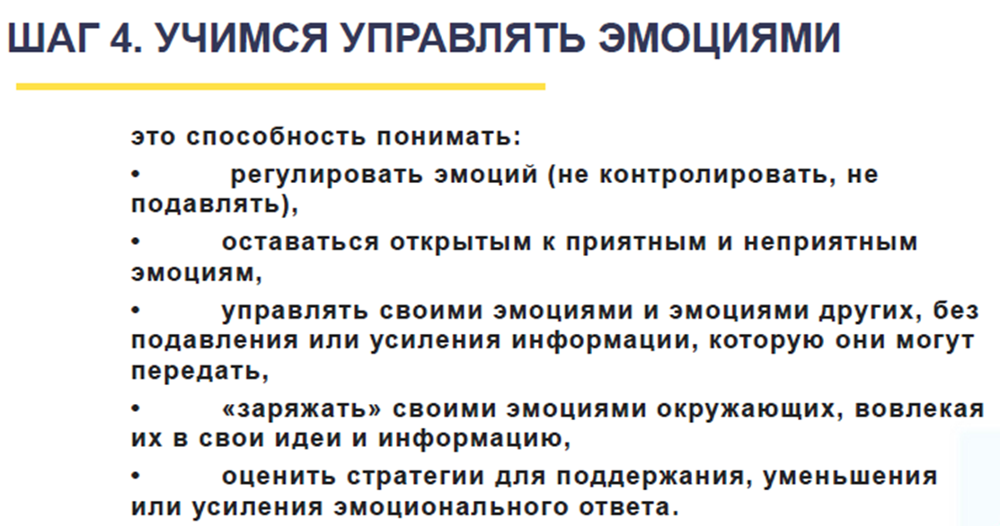 ШАГ 4. УЧИМСЯ УПРАВЛЯТЬ ЭМОЦИЯМИ
это способность понимать:
• регулировать эмоций (не контролировать, не
подавлять),
• оставаться открытым к приятным и неприятным
эмоциям,
• управлять своими эмоциями и эмоциями других, без
подавления или усиления информации, которую они могут
передать,
• «заряжать» своими эмоциями окружающих, вовлекая
их в свои идеи и информацию,
• оценить стратегии для поддержания, уменьшения
или усиления эмоционального ответа.